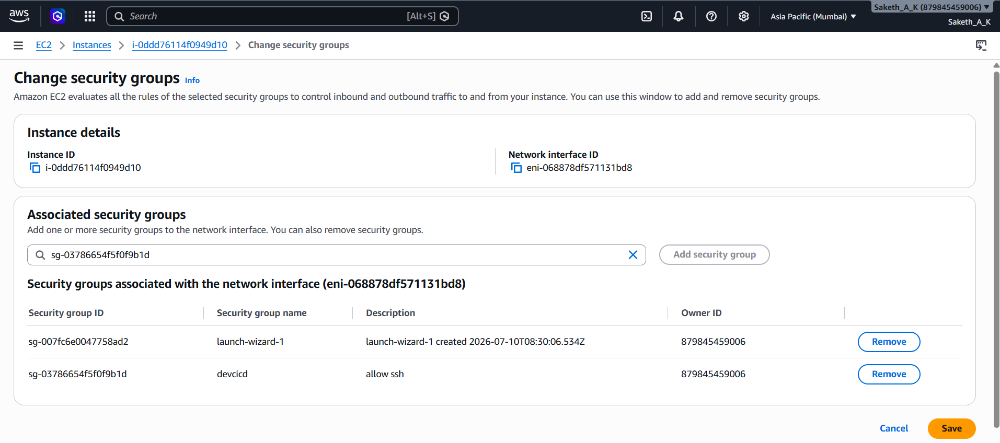 aws
Search
[Alt+S]
Asia Pacific (Mumbai)
Saketh_A_K (879845459006)
Saketh_A_K
EC2
Instances
i-0ddd76114f0949d10
Change security groups
Change security groups Info
Amazon EC2 evaluates all the rules of the selected security groups to control inbound and outbound traffic to and from your instance. You can use this window to add and remove security groups.
Instance details
Instance ID
i-0ddd76114f0949d10
Network interface ID
eni-068878df571131bd8
Associated security groups
Add one or more security groups to the network interface. You can also remove security groups.
sg-03786654f5f0f9b1d
Add security group
Security groups associated with the network interface (eni-068878df571131bd8)
Security group ID Security group name Description Owner ID
sg-007fc6e0047758ad2 launch-wizard-1 launch-wizard-1 created 2026-07-10T08:30:06.534Z 879845459006 Remove
sg-03786654f5f0f9b1d devcicd allow ssh 879845459006 Remove
Cancel Save